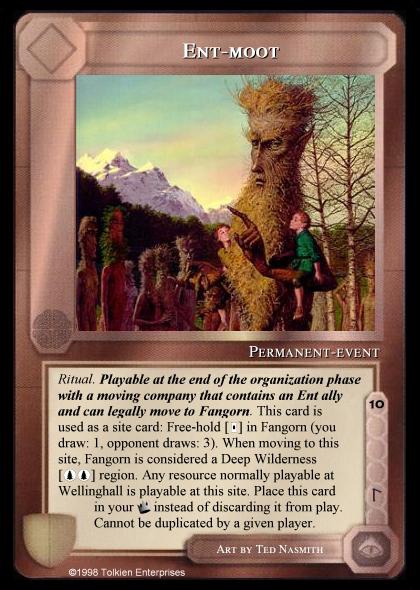 Ent-moot
Permanent-event
Ritual. Playable at the end of the organization phase
with a moving company that contains an Ent ally
and can legally move to Fangorn. This card is
used as a site card: Free-hold [ ] in Fangorn (you
draw: 1, opponent draws: 3). When moving to this
site, Fangorn is considered a Deep Wilderness
[ ] region. Any resource normally playable at
Wellinghall is playable at this site. Place this card
in your instead of discarding it from play.
Cannot be duplicated by a given player.
10
Art by Ted Nasmith
©1998 Tolkien Enterprises